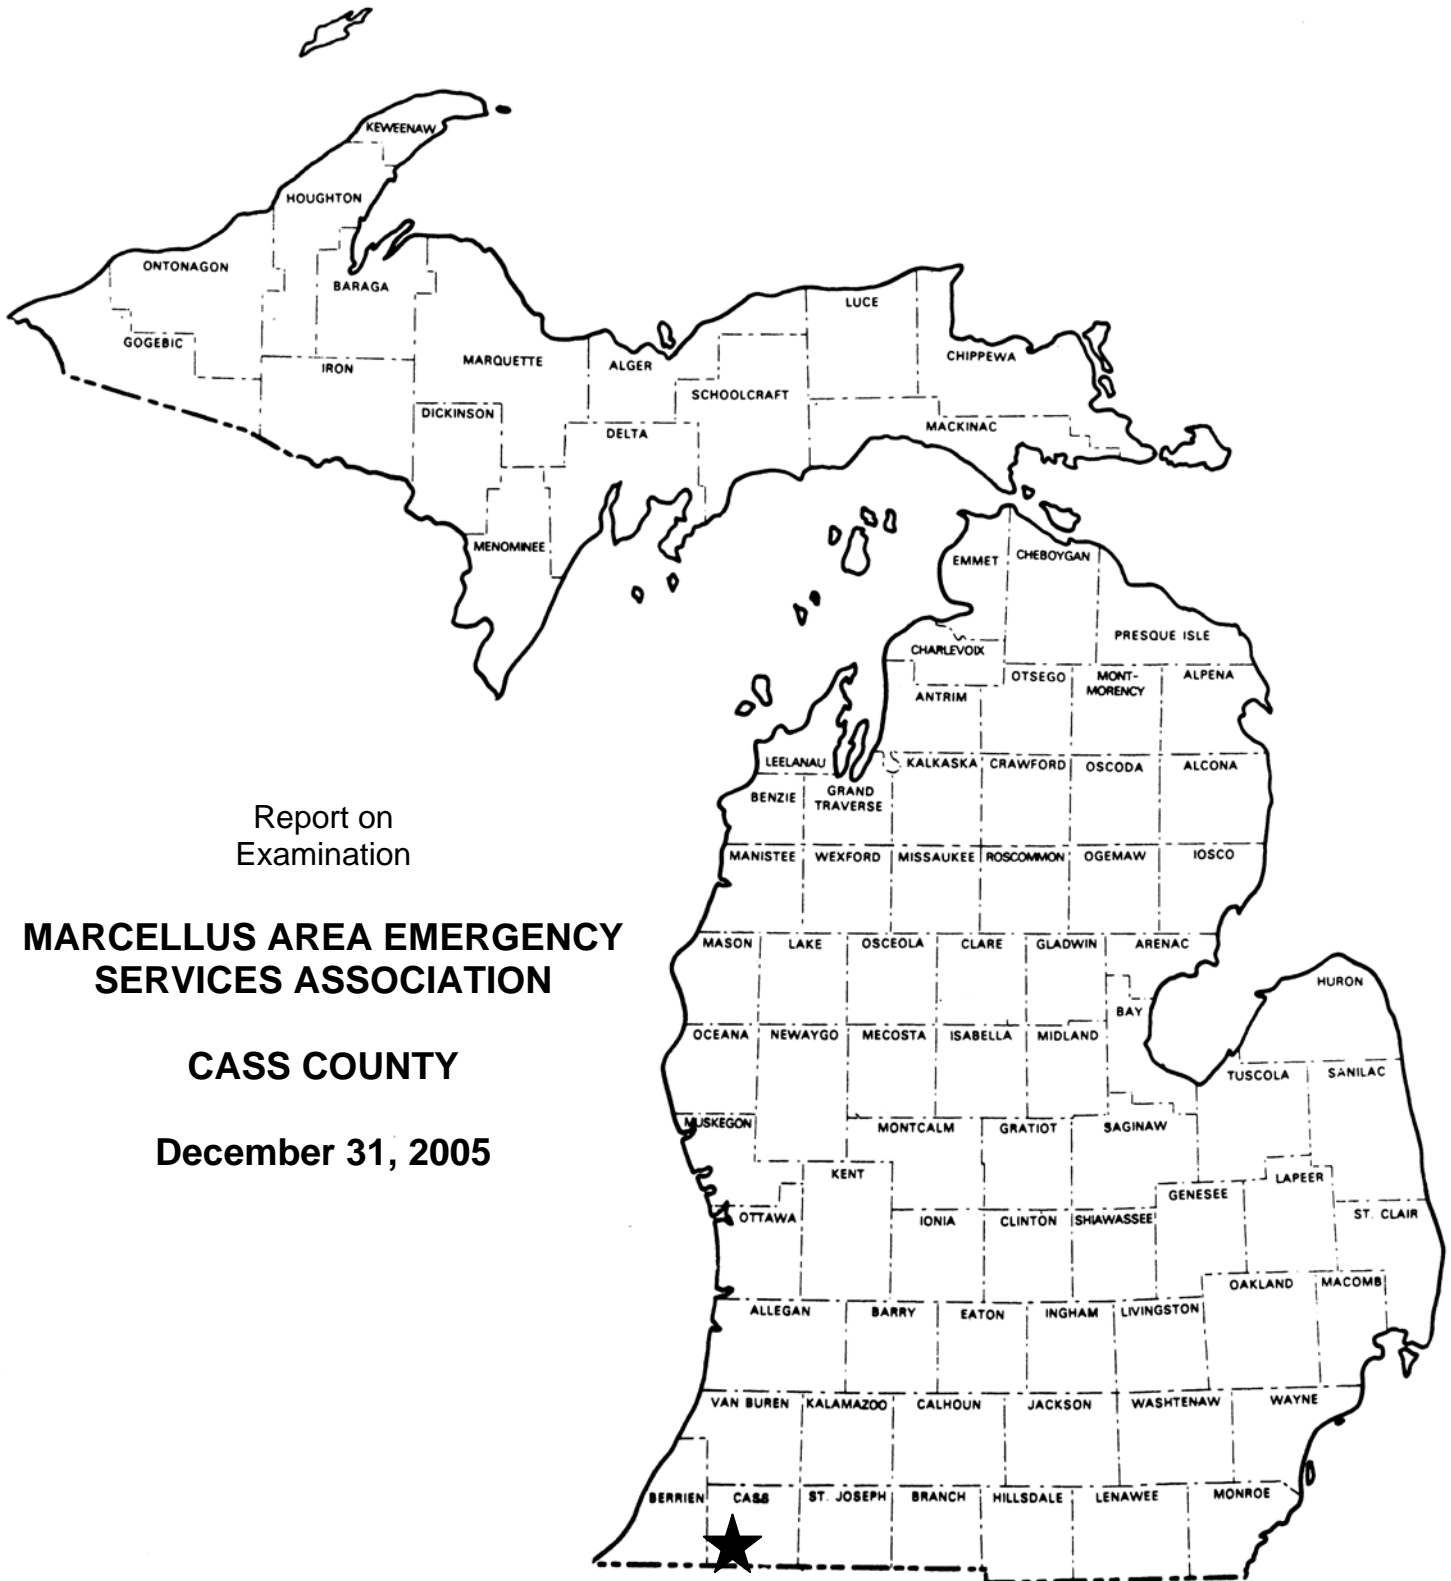 KEWEENAW
HOUGHTON
ONTONAGON
BARAGA
LUCE
GOGEBIC
IRON
MARQUETTE
ALGER
CHIPPEWA
SCHOOLCRAFT
DICKINSON
DELTA
MACKINAC
MENOMINEE
EMMET
CHEBOYGAN
PRESQUE ISLE
CHARLEVOIX
ANTRIM
OTSEGO
MONT-
MORENCY
ALPENA
LEELANAU
KALKASKA
CRAWFORD
OSCODA
ALCONA
BENZIE
GRAND
TRAVERSE
Report on
Examination
MANISTEE
WEXFORD
MISSAUKEE
ROSCOMMON
OGEMAW
IOSCO
MARCELLUS AREA EMERGENCY
SERVICES ASSOCIATION
MASON
LAKE
OSCEOLA
CLARE
GLADWIN
ARENAC
HURON
BAY
CASS COUNTY
OCEANA
NEWAYGO
MECOSTA
ISABELLA
MIDLAND
TUSCOLA
SANILAC
December 31, 2005
MUSKEGON
MONTCALM
GRATIOT
SAGINAW
KENT
GENESEE
LAPEER
OTTAWA
IONIA
CLINTON
SHIAWASSEE
ST. CLAIR
OAKLAND
MACOMB
ALLEGAN
BARRY
EATON
INGHAM
LIVINGSTON
VAN BUREN
KALAMAZOO
CALHOUN
JACKSON
WASHTENAW
WAYNE
BERRIEN
CASS
ST. JOSEPH
BRANCH
HILLSDALE
LENAWEE
MONROE